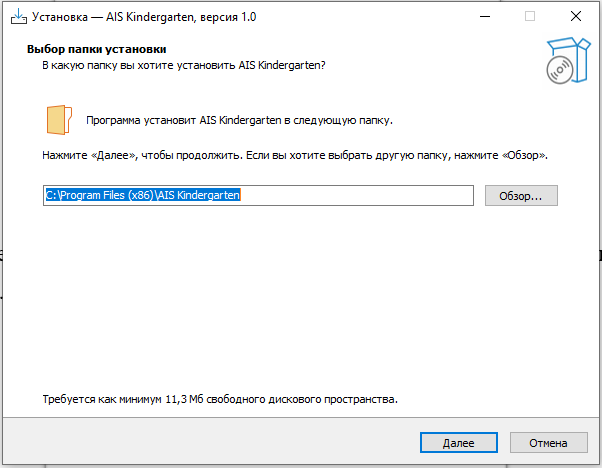 Установка — AIS Kindergarten, версия 1.0
Выбор папки установки
В какую папку вы хотите установить AIS Kindergarten?
Программа установит AIS Kindergarten в следующую папку.
Нажмите «Далее», чтобы продолжить. Если вы хотите выбрать другую папку, нажмите «Обзор».
C:\Program Files (x86)\AIS Kindergarten
Обзор...
Требуется как минимум 11,3 Мб свободного дискового пространства.
Далее
Отмена